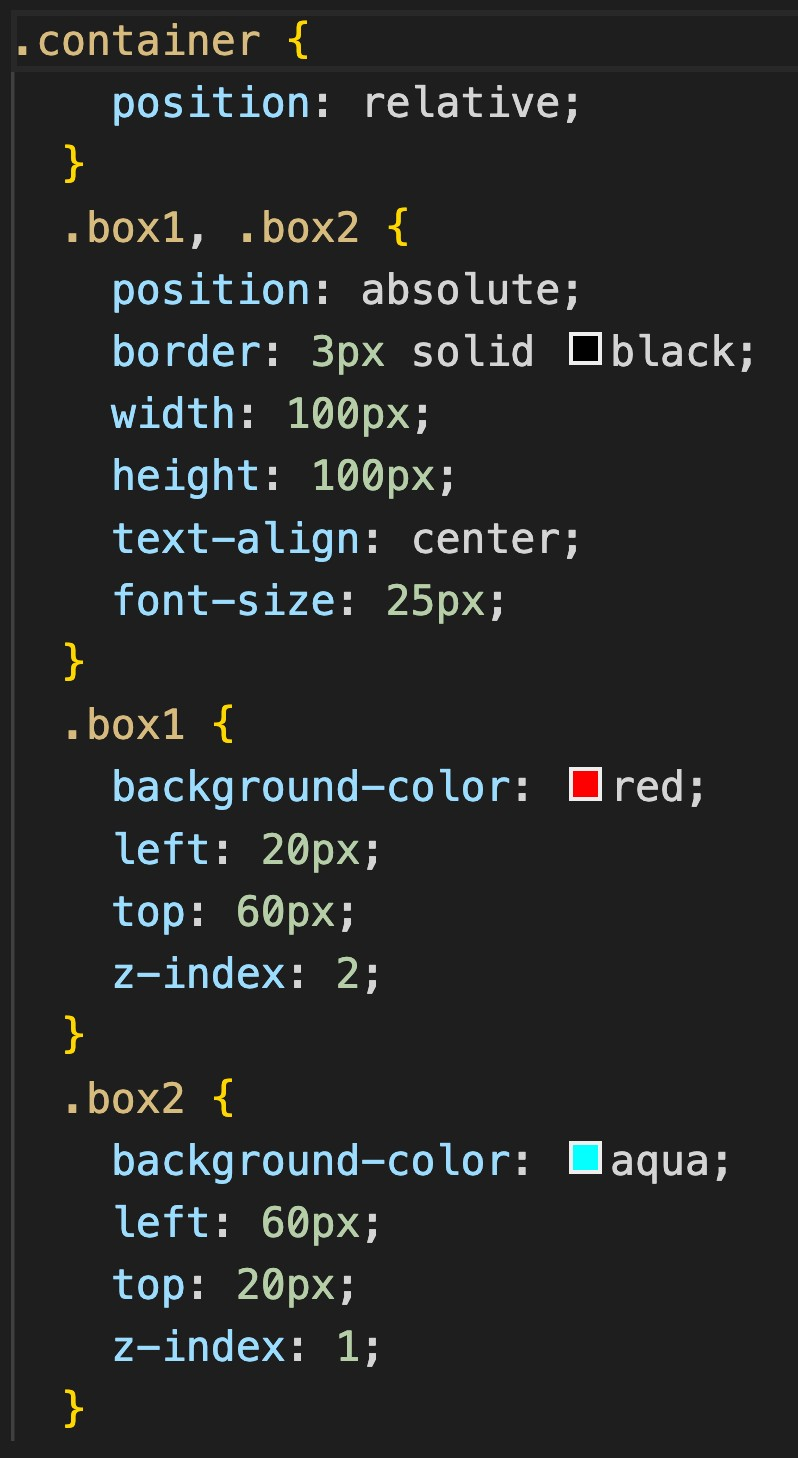 .container {
    position: relative;
  }
  .box1, .box2 {
    position: absolute;
    border: 3px solid black;
    width: 100px;
    height: 100px;
    text-align: center;
    font-size: 25px;
  }
  .box1 {
    background-color: red;
    left: 20px;
    top: 60px;
    z-index: 2;
  }
  .box2 {
    background-color: aqua;
    left: 60px;
    top: 20px;
    z-index: 1;
  }